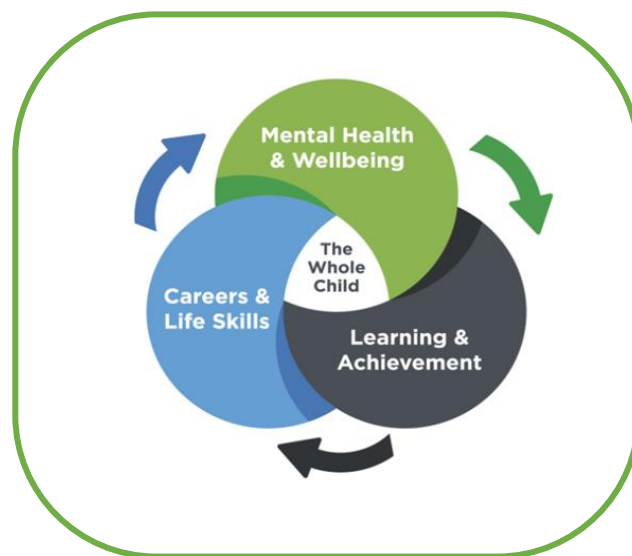 Mental Health
& Wellbeing
The
Whole
Child
Careers &
Life Skills
Learning &
Achievement